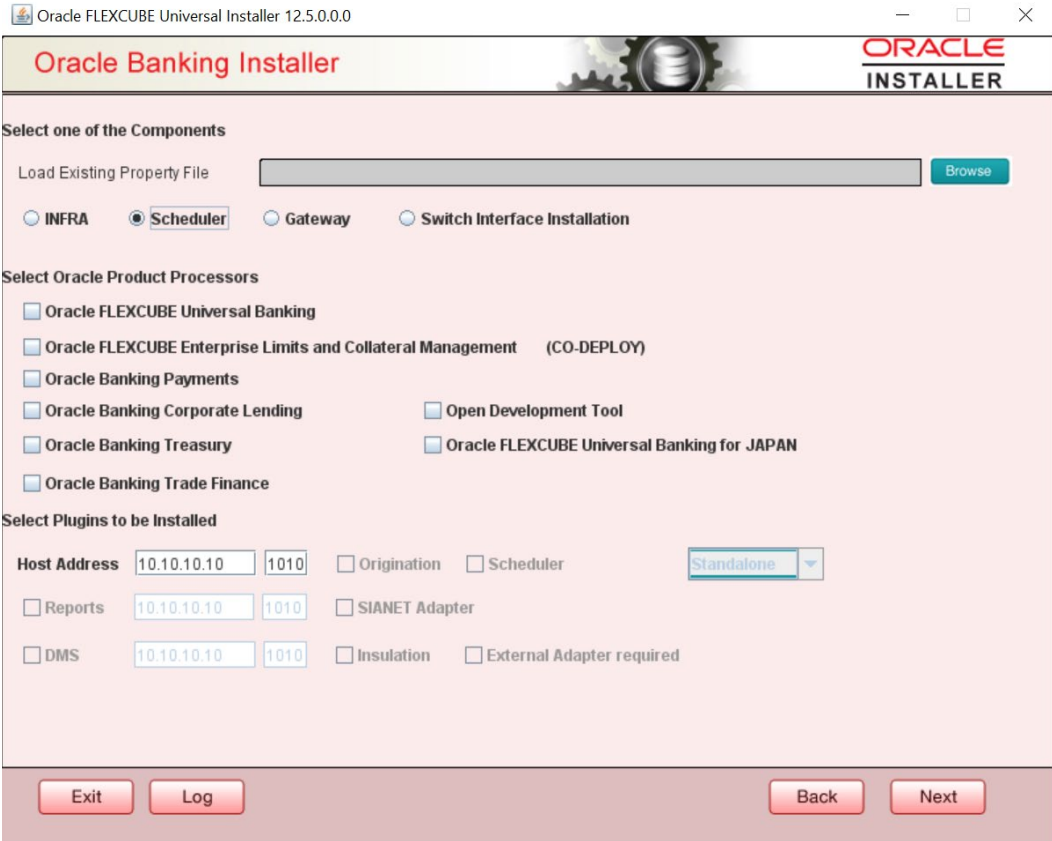 Oracle FLEXCUBE Universal Installer 12.5.0.0.0
Oracle Banking Installer
ORACLE
INSTALLER
Select one of the Components
Load Existing Property File Browse
INFRA Scheduler Gateway Switch Interface Installation
Select Oracle Product Processors
Oracle FLEXCUBE Universal Banking
Oracle FLEXCUBE Enterprise Limits and Collateral Management (CO-DEPLOY)
Oracle Banking Payments
Oracle Banking Corporate Lending Open Development Tool
Oracle Banking Treasury Oracle FLEXCUBE Universal Banking for JAPAN
Oracle Banking Trade Finance
Select Plugins to be Installed
Host Address 10.10.10.10 1010 Origination Scheduler Standalone
Reports 10.10.10.10 1010 SIANET Adapter
DMS 10.10.10.10 1010 Insulation External Adapter required
Exit Log Back Next